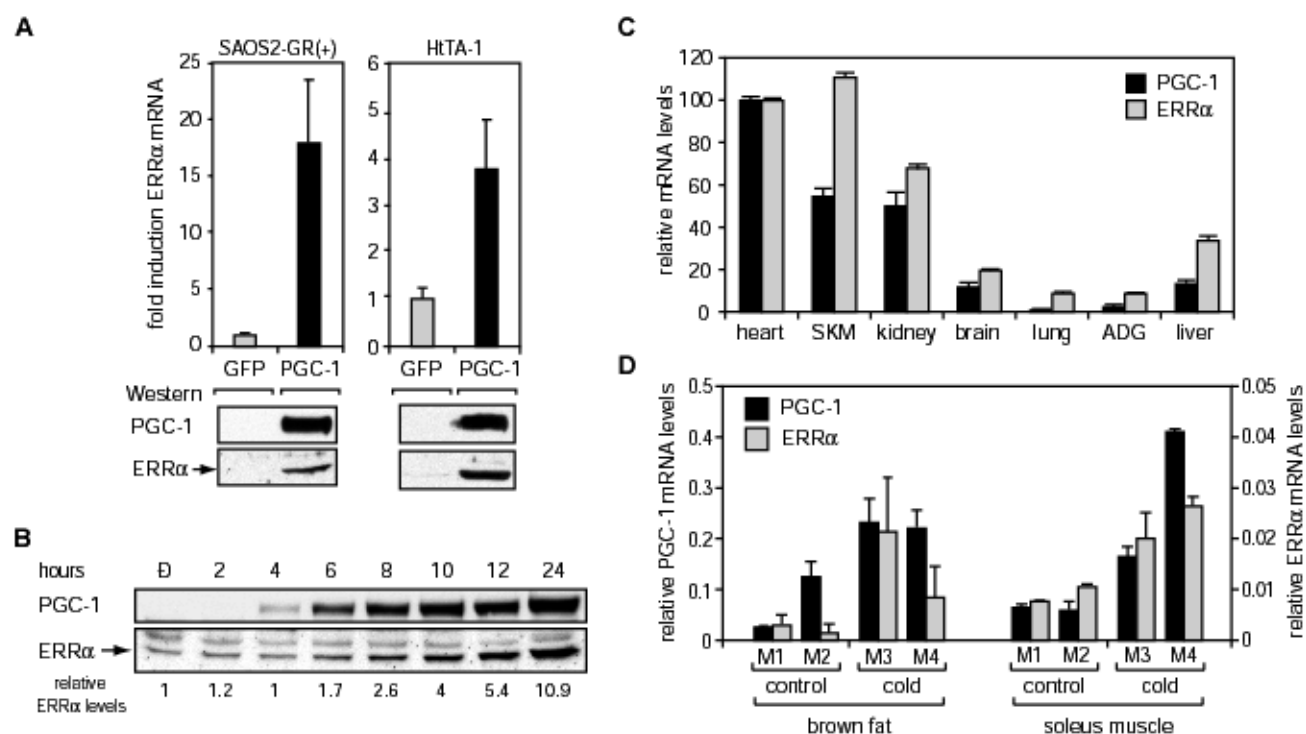 A
SAOS2-GR(+)
HtTA-1
fold induction ERRα mRNA
25
20
15
10
5
0
6
5
4
3
2
1
0
GFP PGC-1
GFP PGC-1
Western
PGC-1
ERRα
B
hours Đ 2 4 6 8 10 12 24
PGC-1
ERRα
relative
ERRα levels
1 1.2 1 1.7 2.6 4 5.4 10.9
C
relative mRNA levels
120
100
80
60
40
20
0
PGC-1
ERRα
heart SKM kidney brain lung ADG liver
D
relative PGC-1 mRNA levels
0.5
0.4
0.3
0.2
0.1
0
PGC-1
ERRα
0.05
0.04
0.03
0.02
0.01
0
relative ERRα mRNA levels
M1 M2 M3 M4 M1 M2 M3 M4
control cold control cold
brown fat soleus muscle